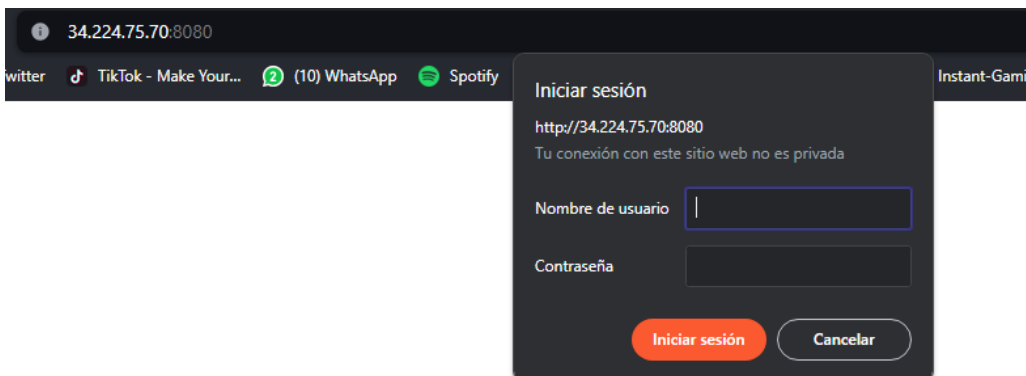 34.224.75.70:8080
witter TikTok - Make Your... 2 (10) WhatsApp Spotify Instant-Gami
Iniciar sesión
http://34.224.75.70:8080
Tu conexión con este sitio web no es privada
Nombre de usuario
Contraseña
Iniciar sesión Cancelar